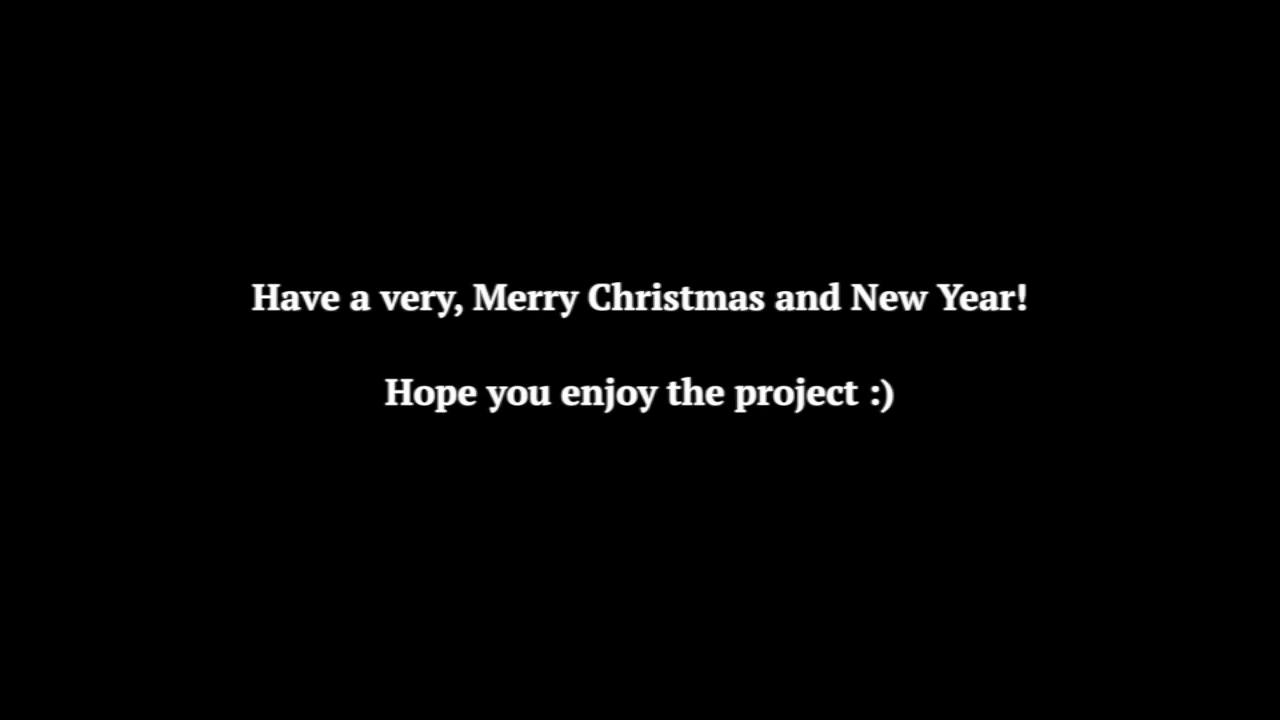 Have a very, Merry Christmas and New Year!
Hope you enjoy the project :)